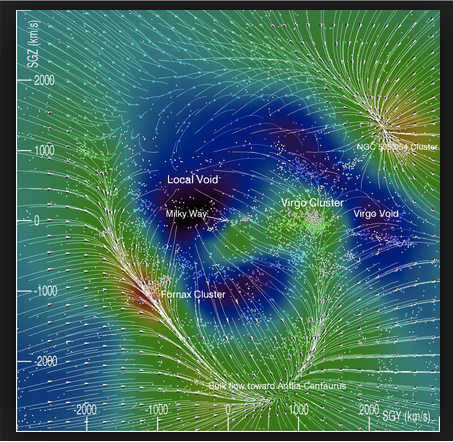 SGZ (km/s)
2000
NGC 5353/54 Cluster
1000
Local Void
Virgo Cluster
Milky Way
Virgo Void
0
-1000
Fornax Cluster
-2000
Bulk flow toward Antlia-Centaurus
-2000
-1000
0
1000
2000
SGY (km/s)